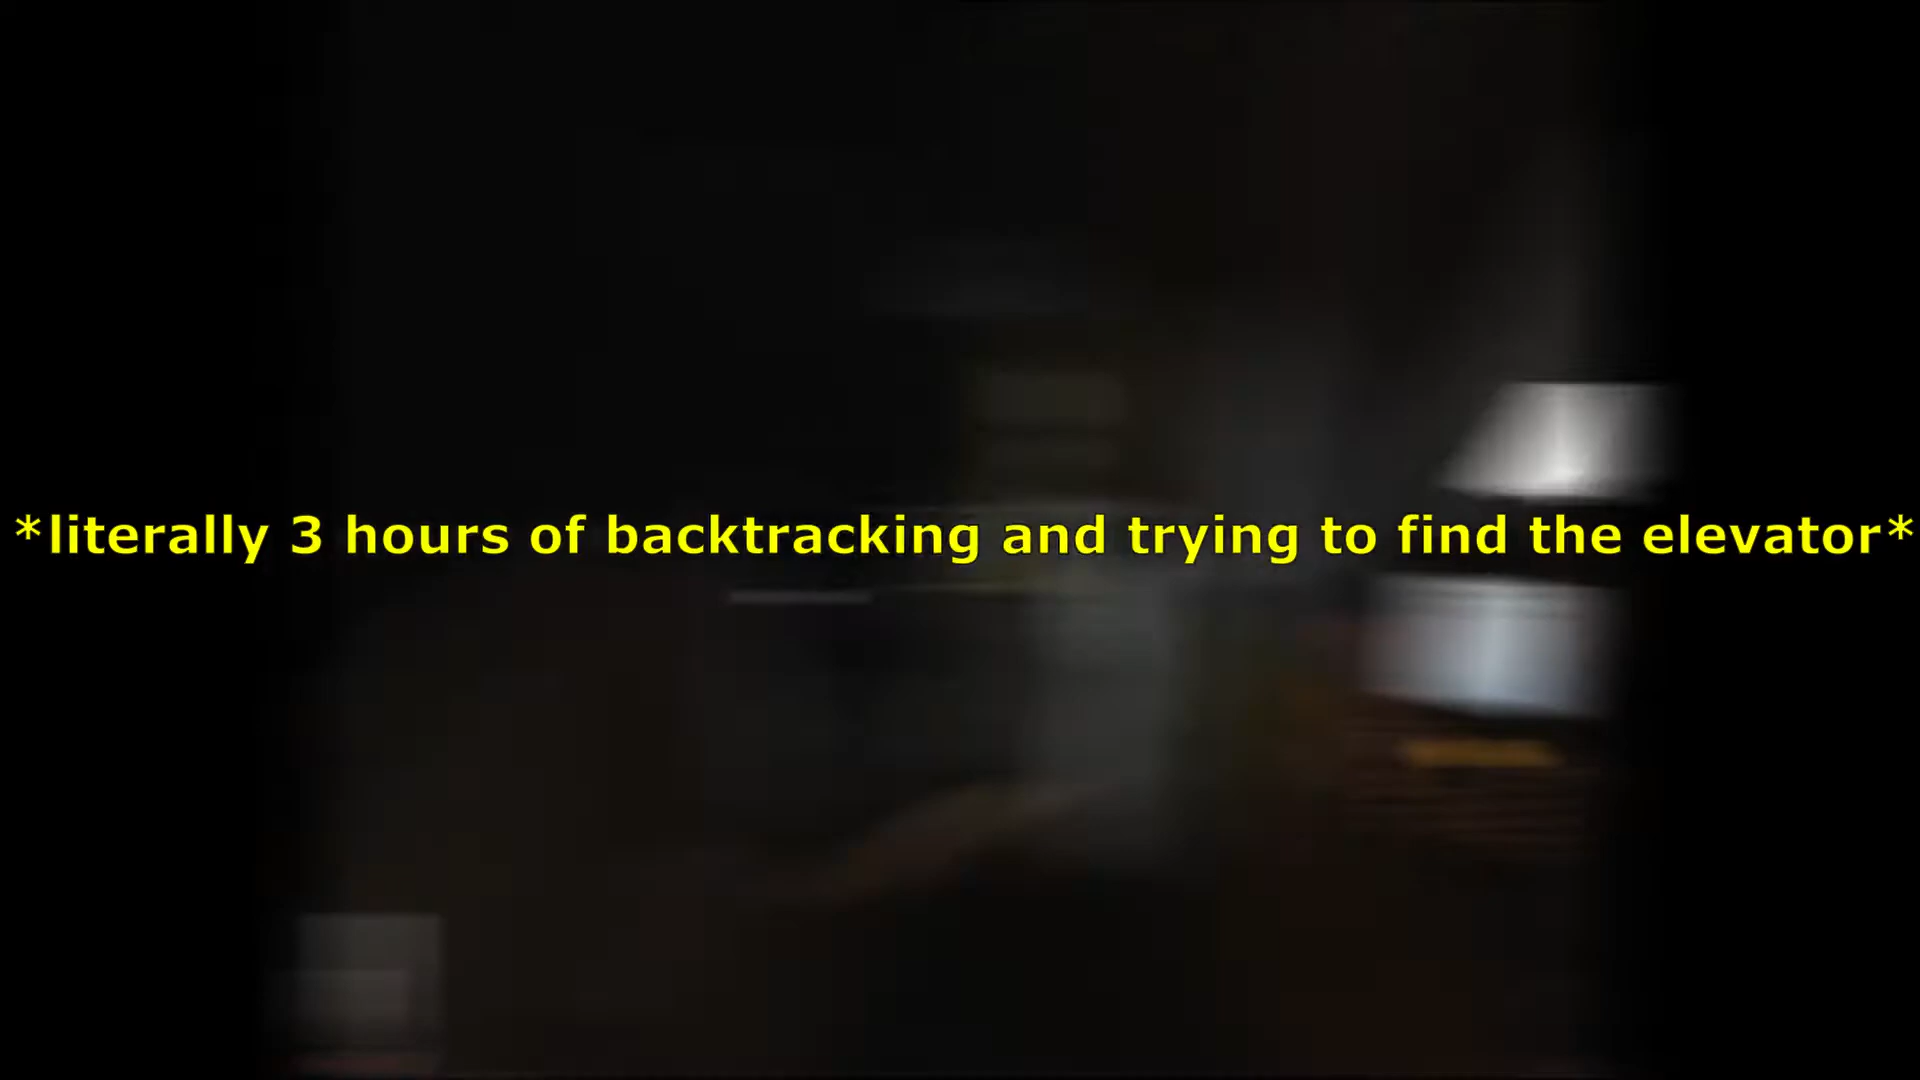 *literally 3 hours of backtracking and trying to find the elevator*